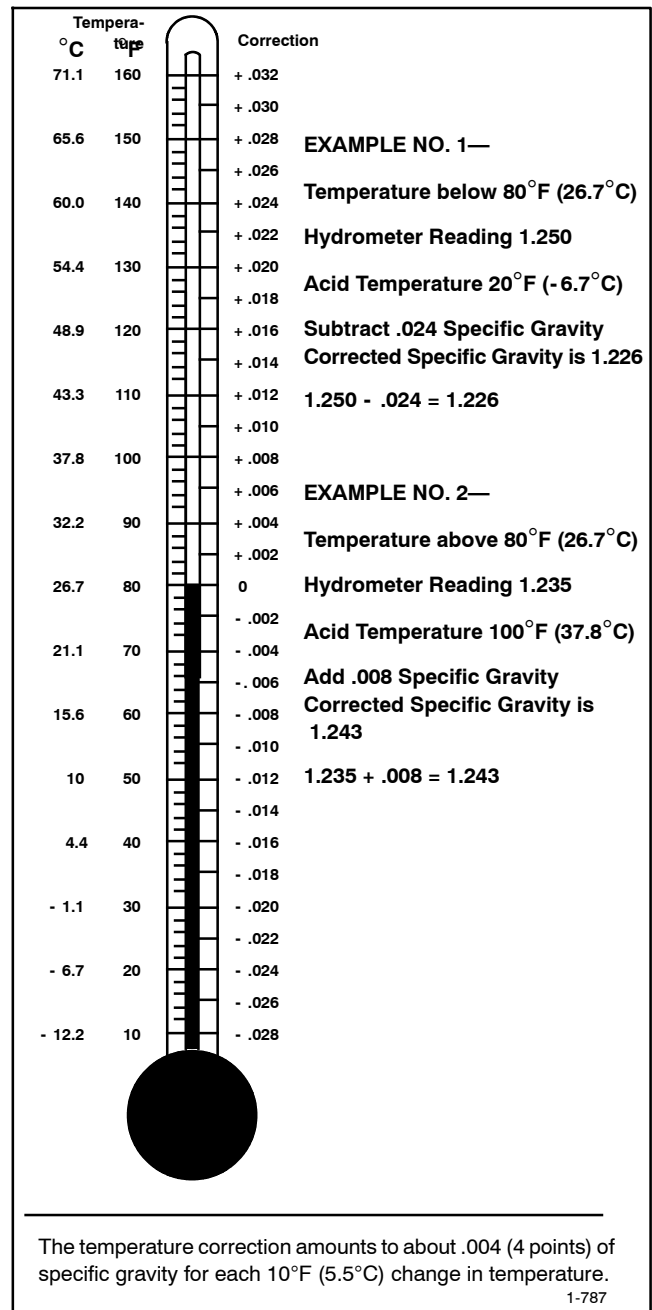 Tempera-
ture
°C °F Correction
71.1 160 + .032
+ .030
65.6 150 + .028
+ .026
60.0 140 + .024
+ .022
54.4 130 + .020
+ .018
48.9 120 + .016
+ .014
43.3 110 + .012
+ .010
37.8 100 + .008
+ .006
32.2 90 + .004
+ .002
26.7 80 0
- .002
21.1 70 - .004
-. 006
15.6 60 - .008
- .010
10 50 - .012
- .014
4.4 40 - .016
- .018
- 1.1 30 - .020
- .022
- 6.7 20 - .024
- .026
- 12.2 10 - .028
EXAMPLE NO. 1—
Temperature below 80°F (26.7°C)
Hydrometer Reading 1.250
Acid Temperature 20°F (- 6.7°C)
Subtract .024 Specific Gravity
Corrected Specific Gravity is 1.226
1.250 - .024 = 1.226
EXAMPLE NO. 2—
Temperature above 80°F (26.7°C)
Hydrometer Reading 1.235
Acid Temperature 100°F (37.8°C)
Add .008 Specific Gravity
Corrected Specific Gravity is
1.243
1.235 + .008 = 1.243
The temperature correction amounts to about .004 (4 points) of
specific gravity for each 10°F (5.5°C) change in temperature.
1-787